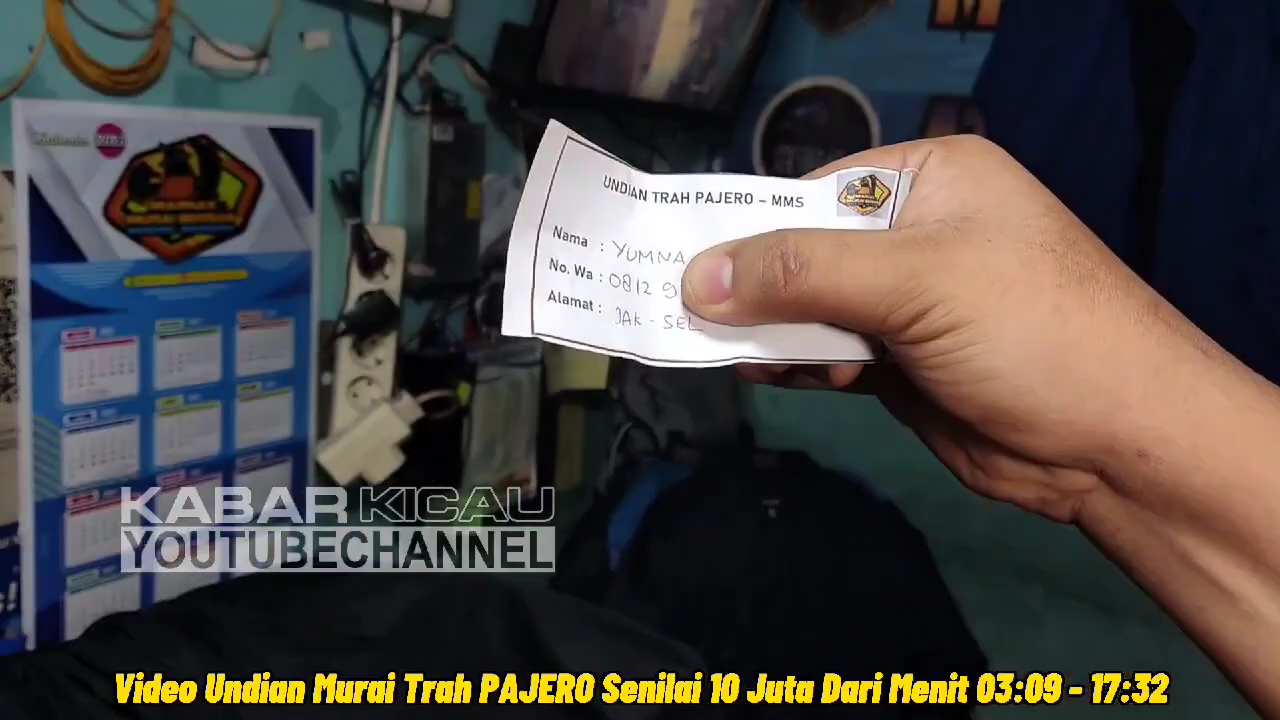 UNDIAN TRAH PAJERO – MMS
Nama : YUMNA
No. Wa : 0812 9
Alamat : JAK - SEL
KABAR KICAU
YOUTUBECHANNEL
Video Undian Murai Trah PAJERO Senilai 10 Juta Dari Menit 03:09 - 17:32